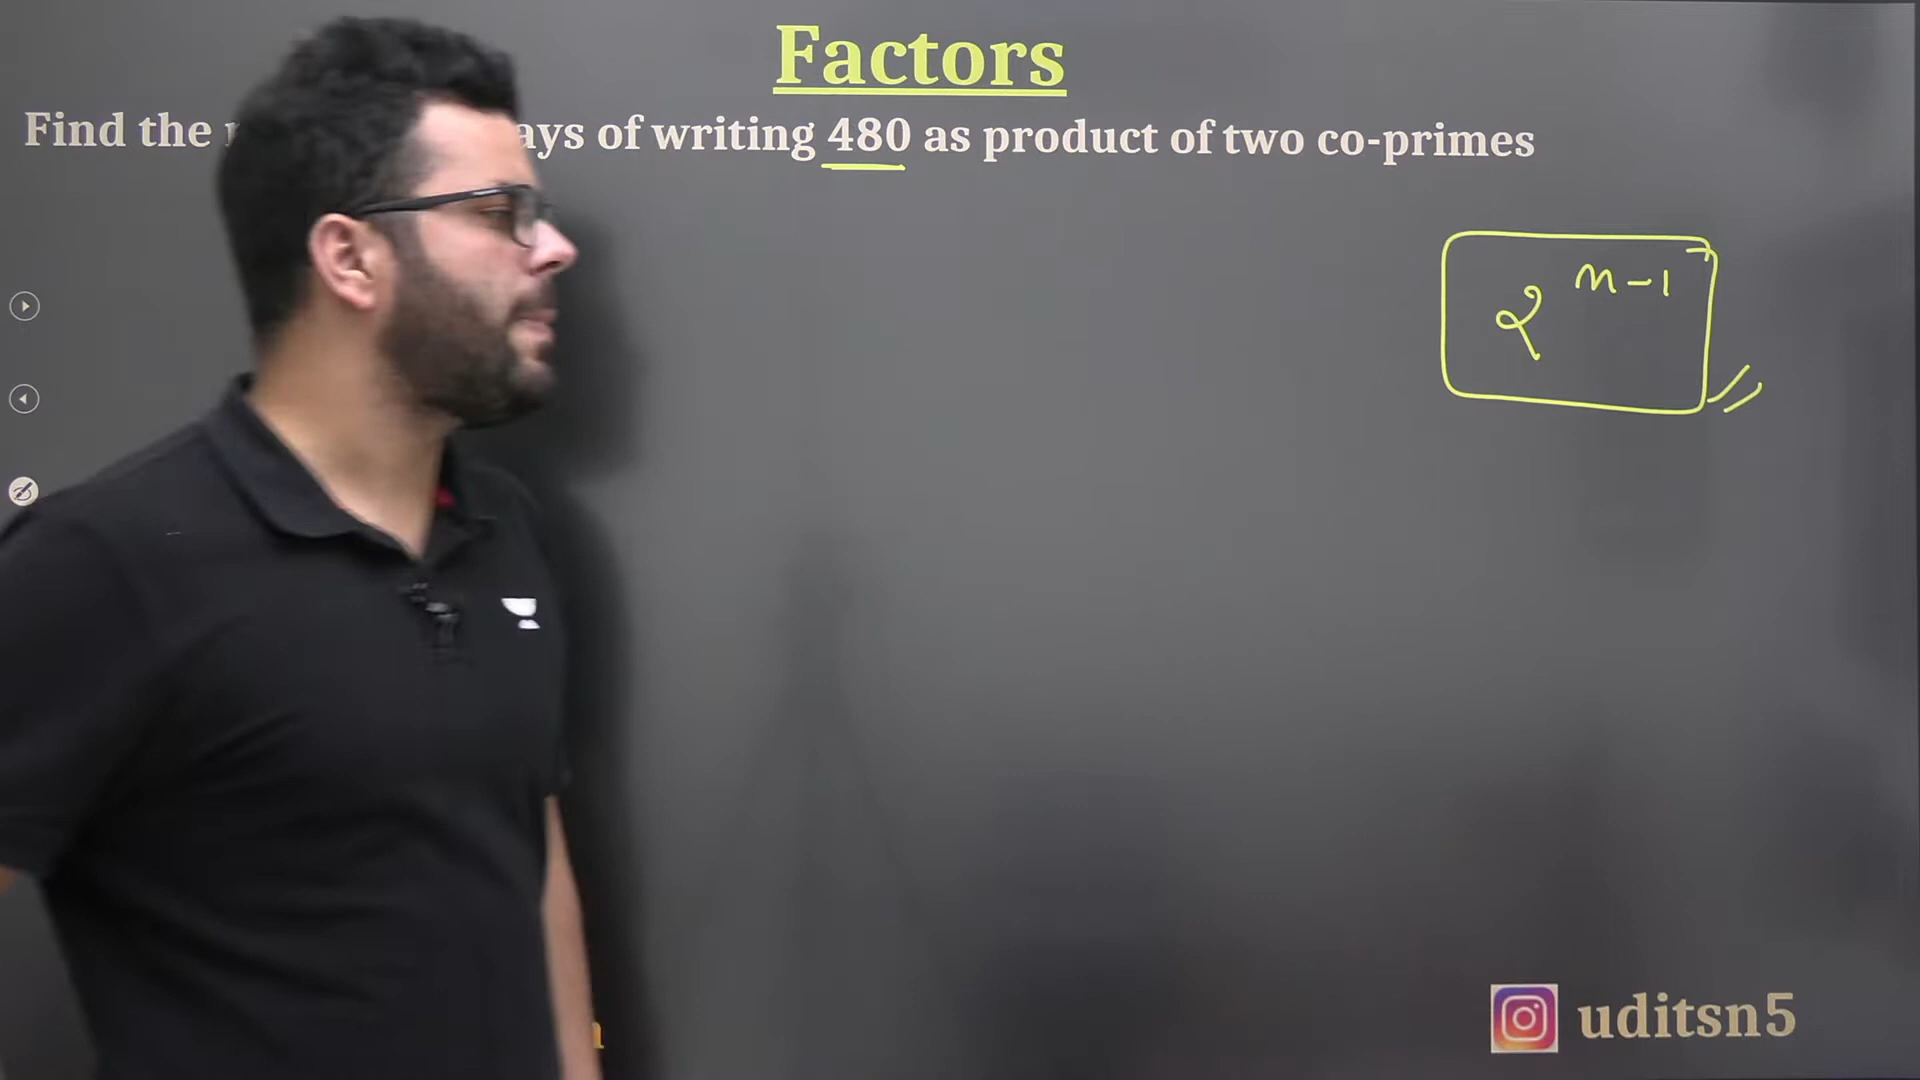 Factors
Find the ays of writing 480 as product of two co-primes
2^{n-1}
uditsn5